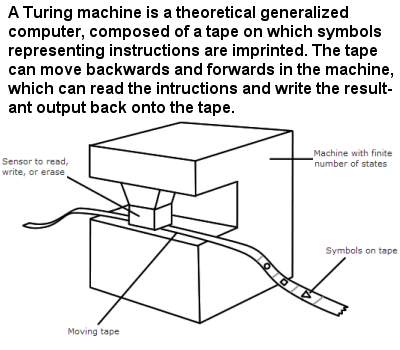 A Turing machine is a theoretical generalized
computer, composed of a tape on which symbols
representing instructions are imprinted. The tape
can move backwards and forwards in the machine,
which can read the intructions and write the result-
ant output back onto the tape.
Machine with finite
number of states
Sensor to read,
write, or erase
Symbols on tape
Moving tape